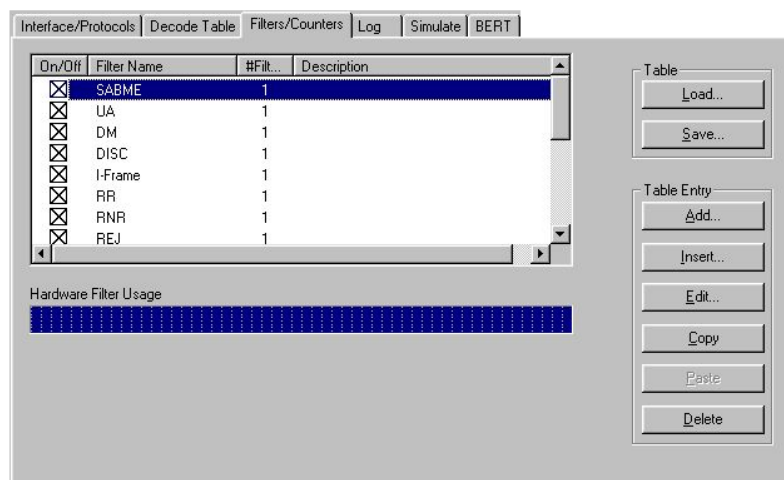 Interface/Protocols Decode Table Filters/Counters Log Simulate BERT
On/Off Filter Name #Filt... Description
SABME 1
UA 1
DM 1
DISC 1
I-Frame 1
RR 1
RNR 1
REJ 1
Hardware Filter Usage
Table
Load...
Save...
Table Entry
Add...
Insert...
Edit...
Copy
Paste
Delete